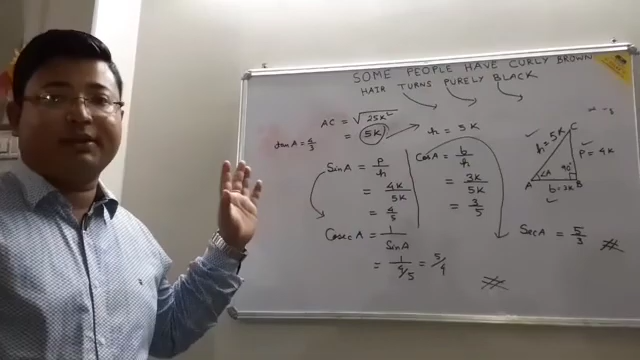 SOME PEOPLE HAVE CURLY BROWN
HAIR TURNS PURELY BLACK
AC = √25K²
= 5K
h = 5K
tan A = 4/3
Sin A = P/h
= 4K/5K
= 4/5
Cosec A = 1/Sin A
= 1/4/5 = 5/4
Cos A = b/h
= 3K/5K
= 3/5
Sec A = 5/3
C
h = 5K
P = 4K
90°
∠A
A
B
b = 3K